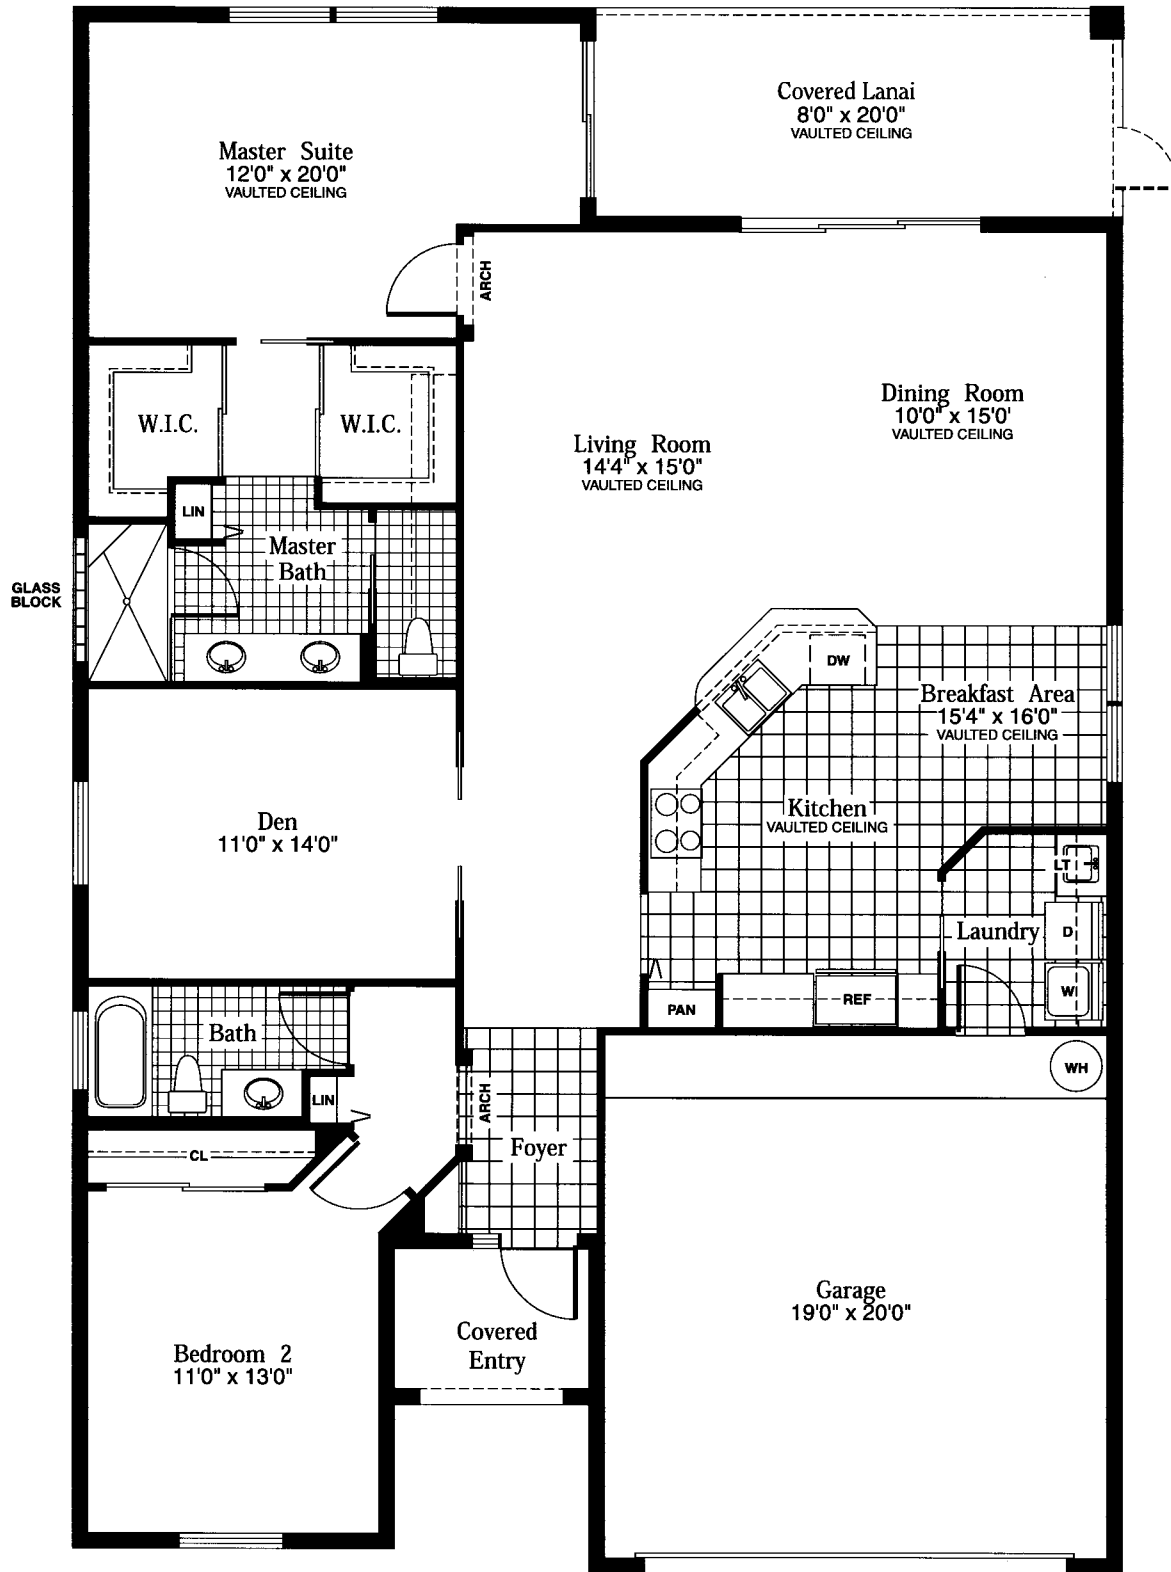 Covered Lanai
8'0" x 20'0"
VAULTED CEILING
Master Suite
12'0" x 20'0"
VAULTED CEILING
ARCH
Dining Room
10'0" x 15'0'
VAULTED CEILING
W.I.C.
W.I.C.
Living Room
14'4" x 15'0"
VAULTED CEILING
LIN
Master
Bath
GLASS
BLOCK
DW
Breakfast Area
15'4" x 16'0"
VAULTED CEILING
Kitchen
VAULTED CEILING
Den
11'0" x 14'0"
LT
Laundry
D
W
REF
PAN
Bath
LIN
ARCH
WH
Foyer
CL
Garage
19'0" x 20'0"
Covered
Entry
Bedroom 2
11'0" x 13'0"